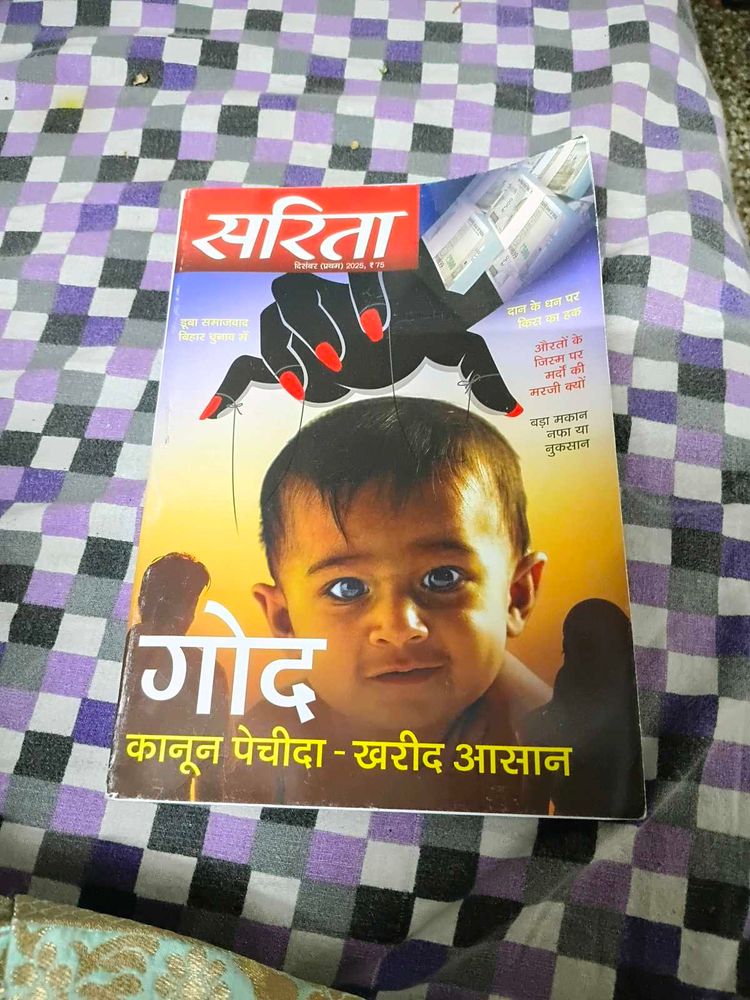 सरिता
दिसंबर (प्रथम) 2025, ₹75
डूबा समाजवाद
बिहार चुनाव में
दान के धन पर
किस का हक
औरतों के
जिस्म पर
मर्दों की
मरजी क्यों
बड़ा मकान
नफा या
नुकसान
गोद
कानून पेचीदा - खरीद आसान